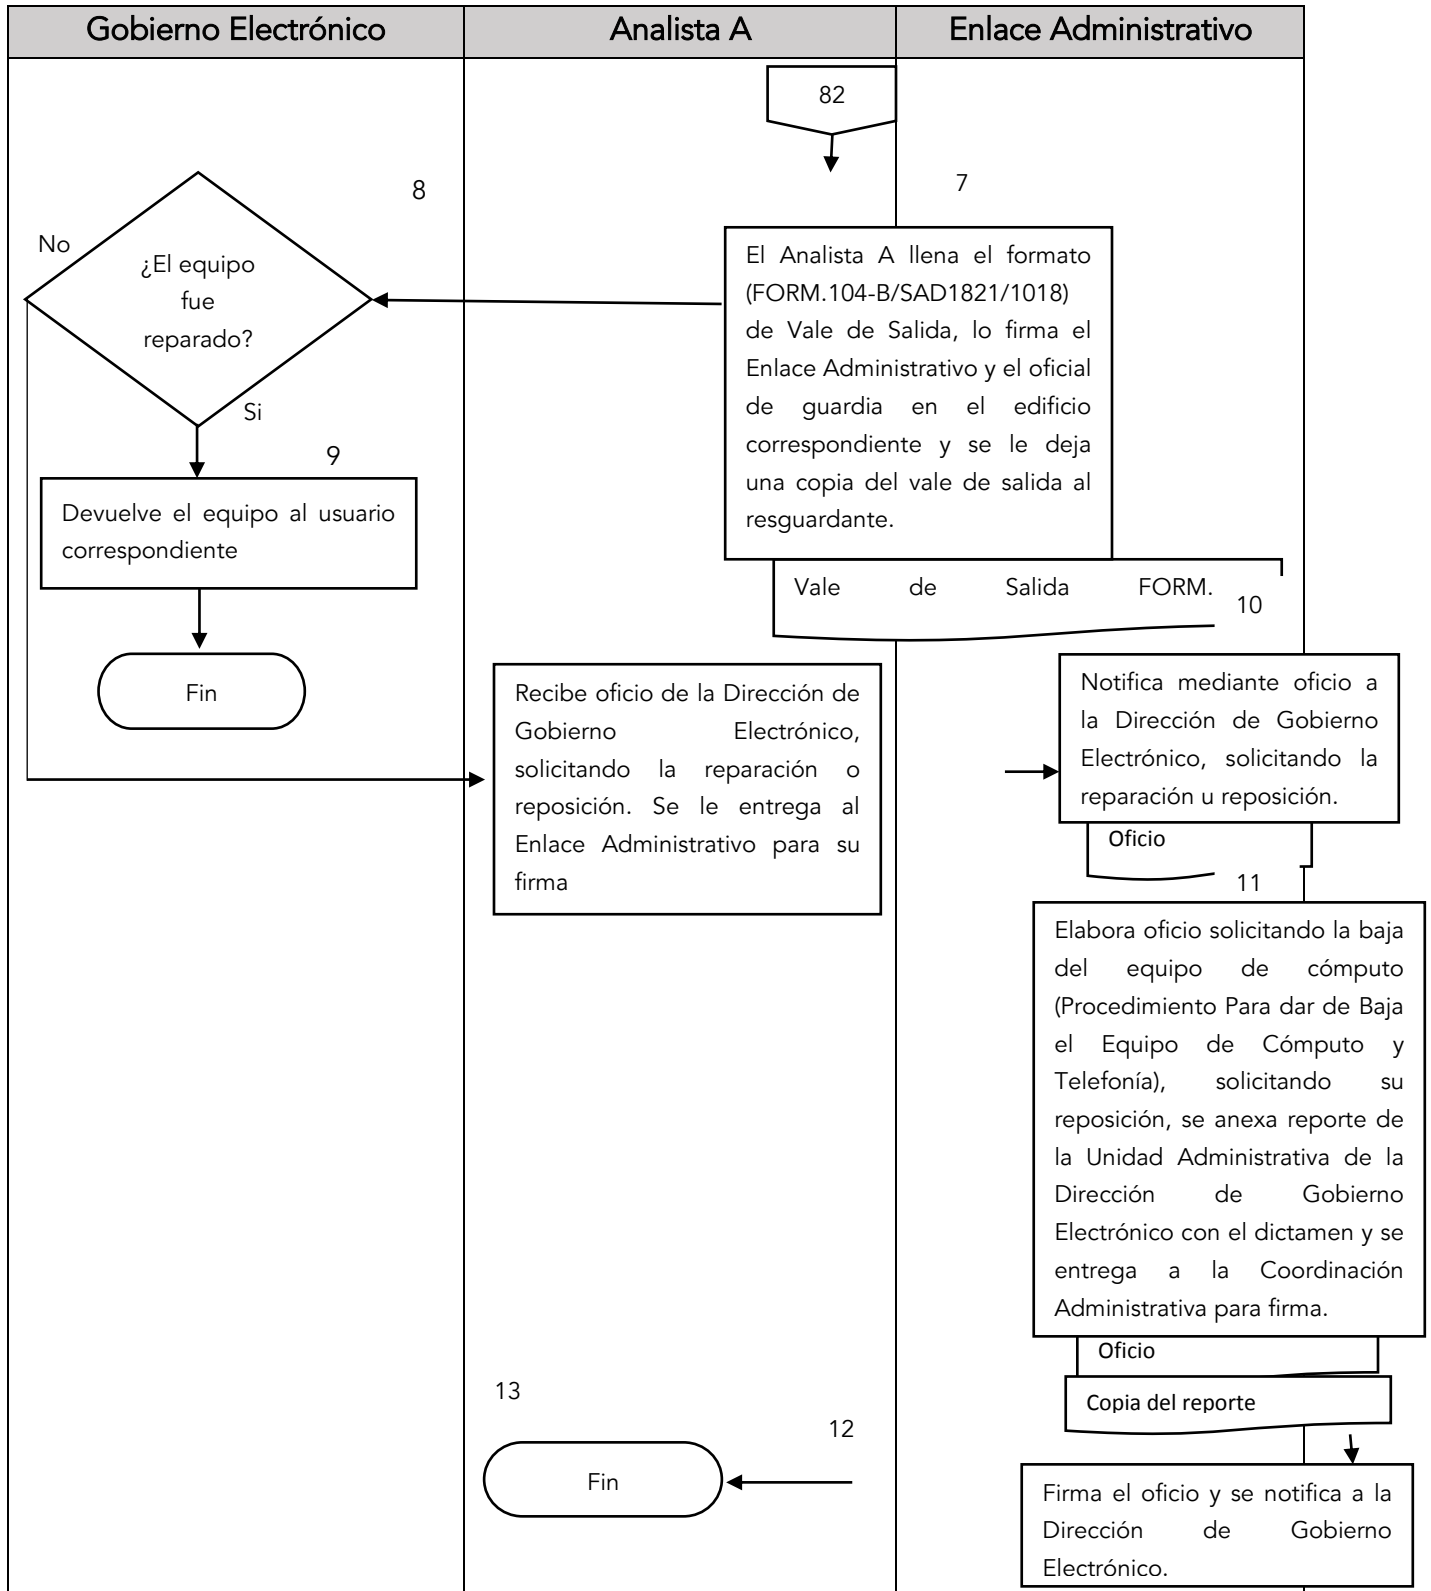 Gobierno Electrónico
Analista A
Enlace Administrativo
82
7
8
No
¿El equipo
fue
reparado?
Si
El Analista A llena el formato
(FORM.104-B/SAD1821/1018)
de Vale de Salida, lo firma el
Enlace Administrativo y el oficial
de guardia en el edificio
correspondiente y se le deja
una copia del vale de salida al
resguardante.
Vale de Salida FORM.
9
Devuelve el equipo al usuario
correspondiente
Fin
10
Recibe oficio de la Dirección de
Gobierno Electrónico,
solicitando la reparación o
reposición. Se le entrega al
Enlace Administrativo para su
firma
Notifica mediante oficio a
la Dirección de Gobierno
Electrónico, solicitando la
reparación u reposición.
Oficio
11
Elabora oficio solicitando la baja
del equipo de cómputo
(Procedimiento Para dar de Baja
el Equipo de Cómputo y
Telefonía), solicitando su
reposición, se anexa reporte de
la Unidad Administrativa de la
Dirección de Gobierno
Electrónico con el dictamen y se
entrega a la Coordinación
Administrativa para firma.
Oficio
Copia del reporte
13
12
Fin
Firma el oficio y se notifica a la
Dirección de Gobierno
Electrónico.